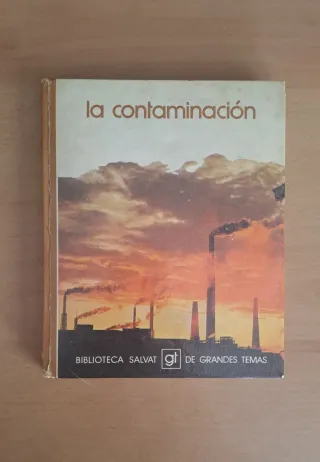 la contaminación
BIBLIOTECA SALVAT gt DE GRANDES TEMAS